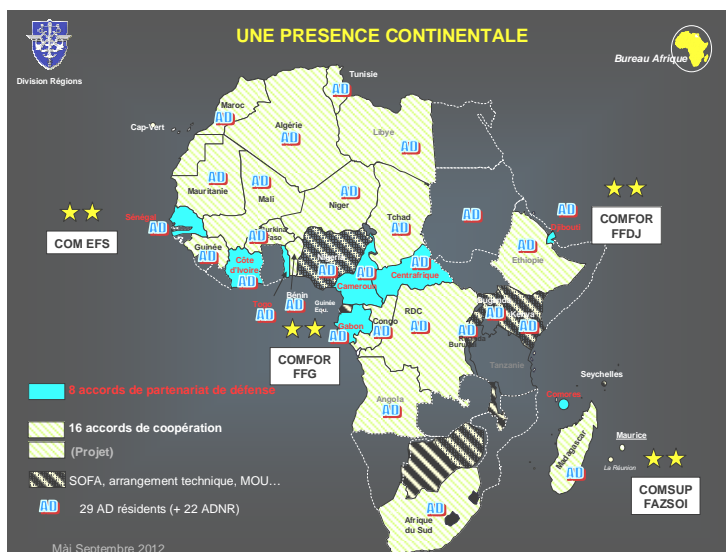 UNE PRESENCE CONTINENTALE
Division Régions
Bureau Afrique
Tunisie
AD
Maroc
AD
Algérie
AD
Cap-Vert
Libye
AD
Mauritanie
AD
Mali
AD
Niger
AD
Tchad
AD
AD
COM EFS
Sénégal
AD
Guinée
AD
Côte
d'Ivoire
AD
Burkina
Faso
AD
Togo
AD
Bénin
AD
Nigeria
AD
Guinée
Equ.
Cameroun
AD
Centrafrique
AD
AD
Djibouti
COMFOR
FFDJ
Ethiopie
AD
COMFOR
FFG
Gabon
AD
Congo
AD
RDC
AD
Ouganda
AD
Kenya
AD
AD
Burundi
Tanzanie
Seychelles
Comores
Angola
AD
Madagascar
AD
Maurice
La Réunion
COMSUP
FAZSOI
Afrique
du Sud
AD
8 accords de partenariat de défense
16 accords de coopération
(Projet)
SOFA, arrangement technique, MOU…
AD 29 AD résidents (+ 22 ADNR)
Màj Septembre 2012